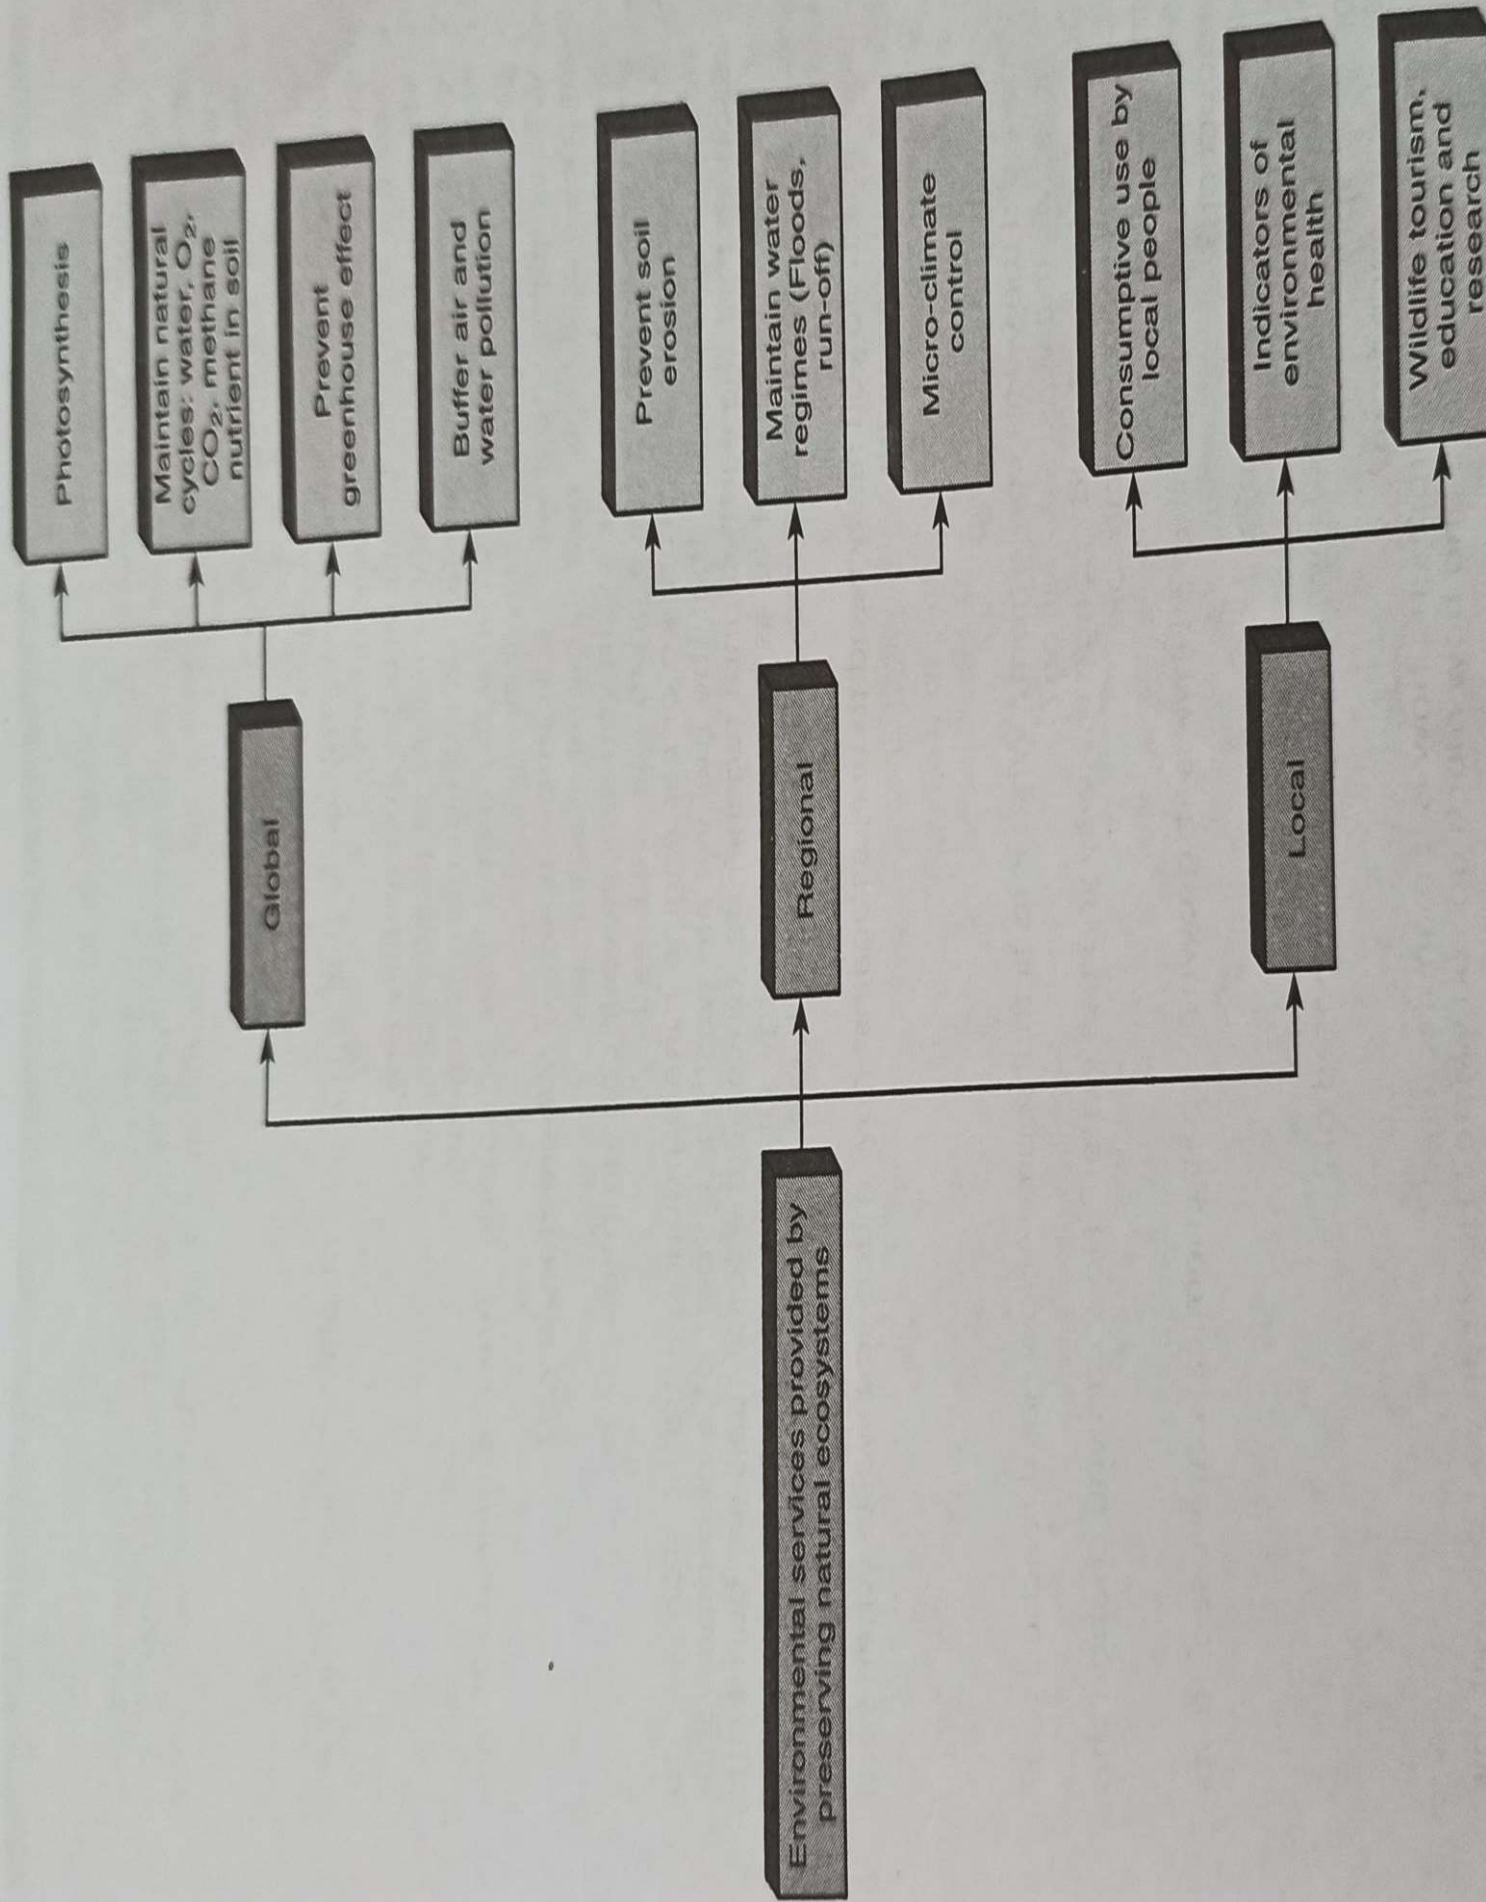 Environmental services provided by
preserving natural ecosystems
Global
Photosynthesis
Maintain natural
cycles: water, O₂,
CO₂, methane
nutrient in soil
Prevent
greenhouse effect
Buffer air and
water pollution
Regional
Prevent soil
erosion
Maintain water
regimes (Floods,
run-off)
Micro-climate
control
Local
Consumptive use by
local people
Indicators of
environmental
health
Wildlife tourism,
education and
research